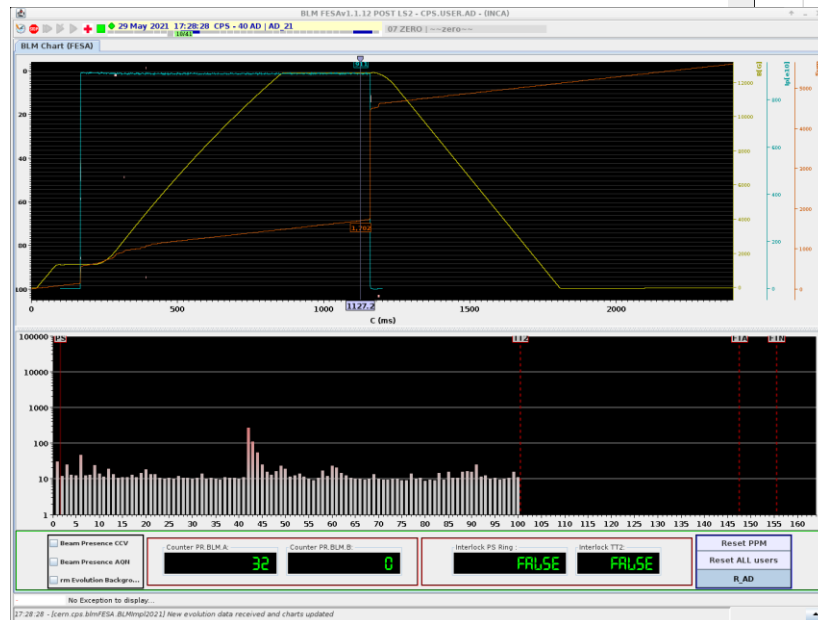 BLM FESAv1.1.12 POST LS2 - CPS.USER.AD - (INCA)
29 May 2021 17:28:28 CPS - 40 AD | AD_21
07.ZERO | ~~zero~~
BLM Chart (FESA)
0
20
40
60
80
100
0 500 1000 1500 2000
1127.2
C (ms)
12000
10000
8000
6000
4000
2000
0
800
600
400
200
0
5000
4000
3000
2000
1000
0
100000
10000
1000
100
10
1
PS TT2 FTA FTN
0 5 10 15 20 25 30 35 40 45 50 55 60 65 70 75 80 85 90 95 100 105 110 115 120 125 130 135 140 145 150 155 160
Beam Presence CCV
Beam Presence AQN
rm Evolution Backgro...
Counter PR.BLM.A:
32
Counter PR.BLM.B:
0
Interlock PS Ring :
FALSE
Interlock TT2:
FALSE
Reset PPM
Reset ALL users
R_AD
No Exception to display...
17:28:28 - [cern.cps.blmFESA.BLMImpl2021] New evolution data received and charts updated